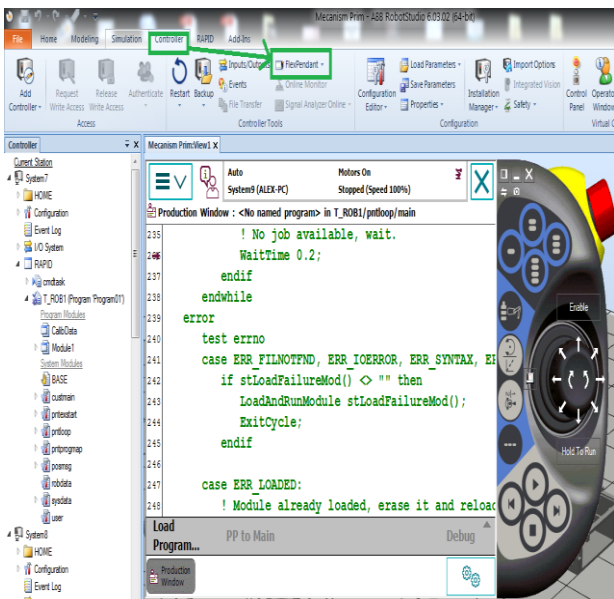 Mecanism Prim - ABB RobotStudio 6.03.02 (64-bit)
File Home Modeling Simulation Controller RAPID Add-Ins
Add Controller
Request Write Access
Release Write Access
Authenticate
Access
Restart
Backup
Inputs/Outputs
Events
File Transfer
FlexPendant
Online Monitor
Signal Analyzer Online
Controller Tools
Configuration Editor
Load Parameters
Save Parameters
Properties
Installation Manager
Import Options
Integrated Vision
Safety
Configuration
Control Panel
Operator Window
Virtual C
Controller
Current Station
System7
HOME
Configuration
Event Log
I/O System
RAPID
cmdtask
T_ROB1 (Program 'Program01')
Program Modules
CalibData
Module1
System Modules
BASE
custmain
pntexstart
pntloop
pntprogmap
posmsg
robdata
sysdata
user
System8
HOME
Configuration
Event Log
Mecanism Prim:View1 X
Auto
System9 (ALEX-PC)
Motors On
Stopped (Speed 100%)
Production Window : <No named program> in T_ROB1/pntloop/main
235 ! No job available, wait.
WaitTime 0.2;
237 endif
238 endwhile
239 error
240 test errno
241 case ERR_FILNOTFND, ERR_IOERROR, ERR_SYNTAX,
242 if stLoadFailureMod() <> "" then
243 LoadAndRunModule stLoadFailureMod();
244 ExitCycle;
245 endif
246
247 case ERR_LOADED:
248 ! Module already loaded, erase it and reload
Load Program...
PP to Main
Debug
Production Window
Enable
Hold To Run